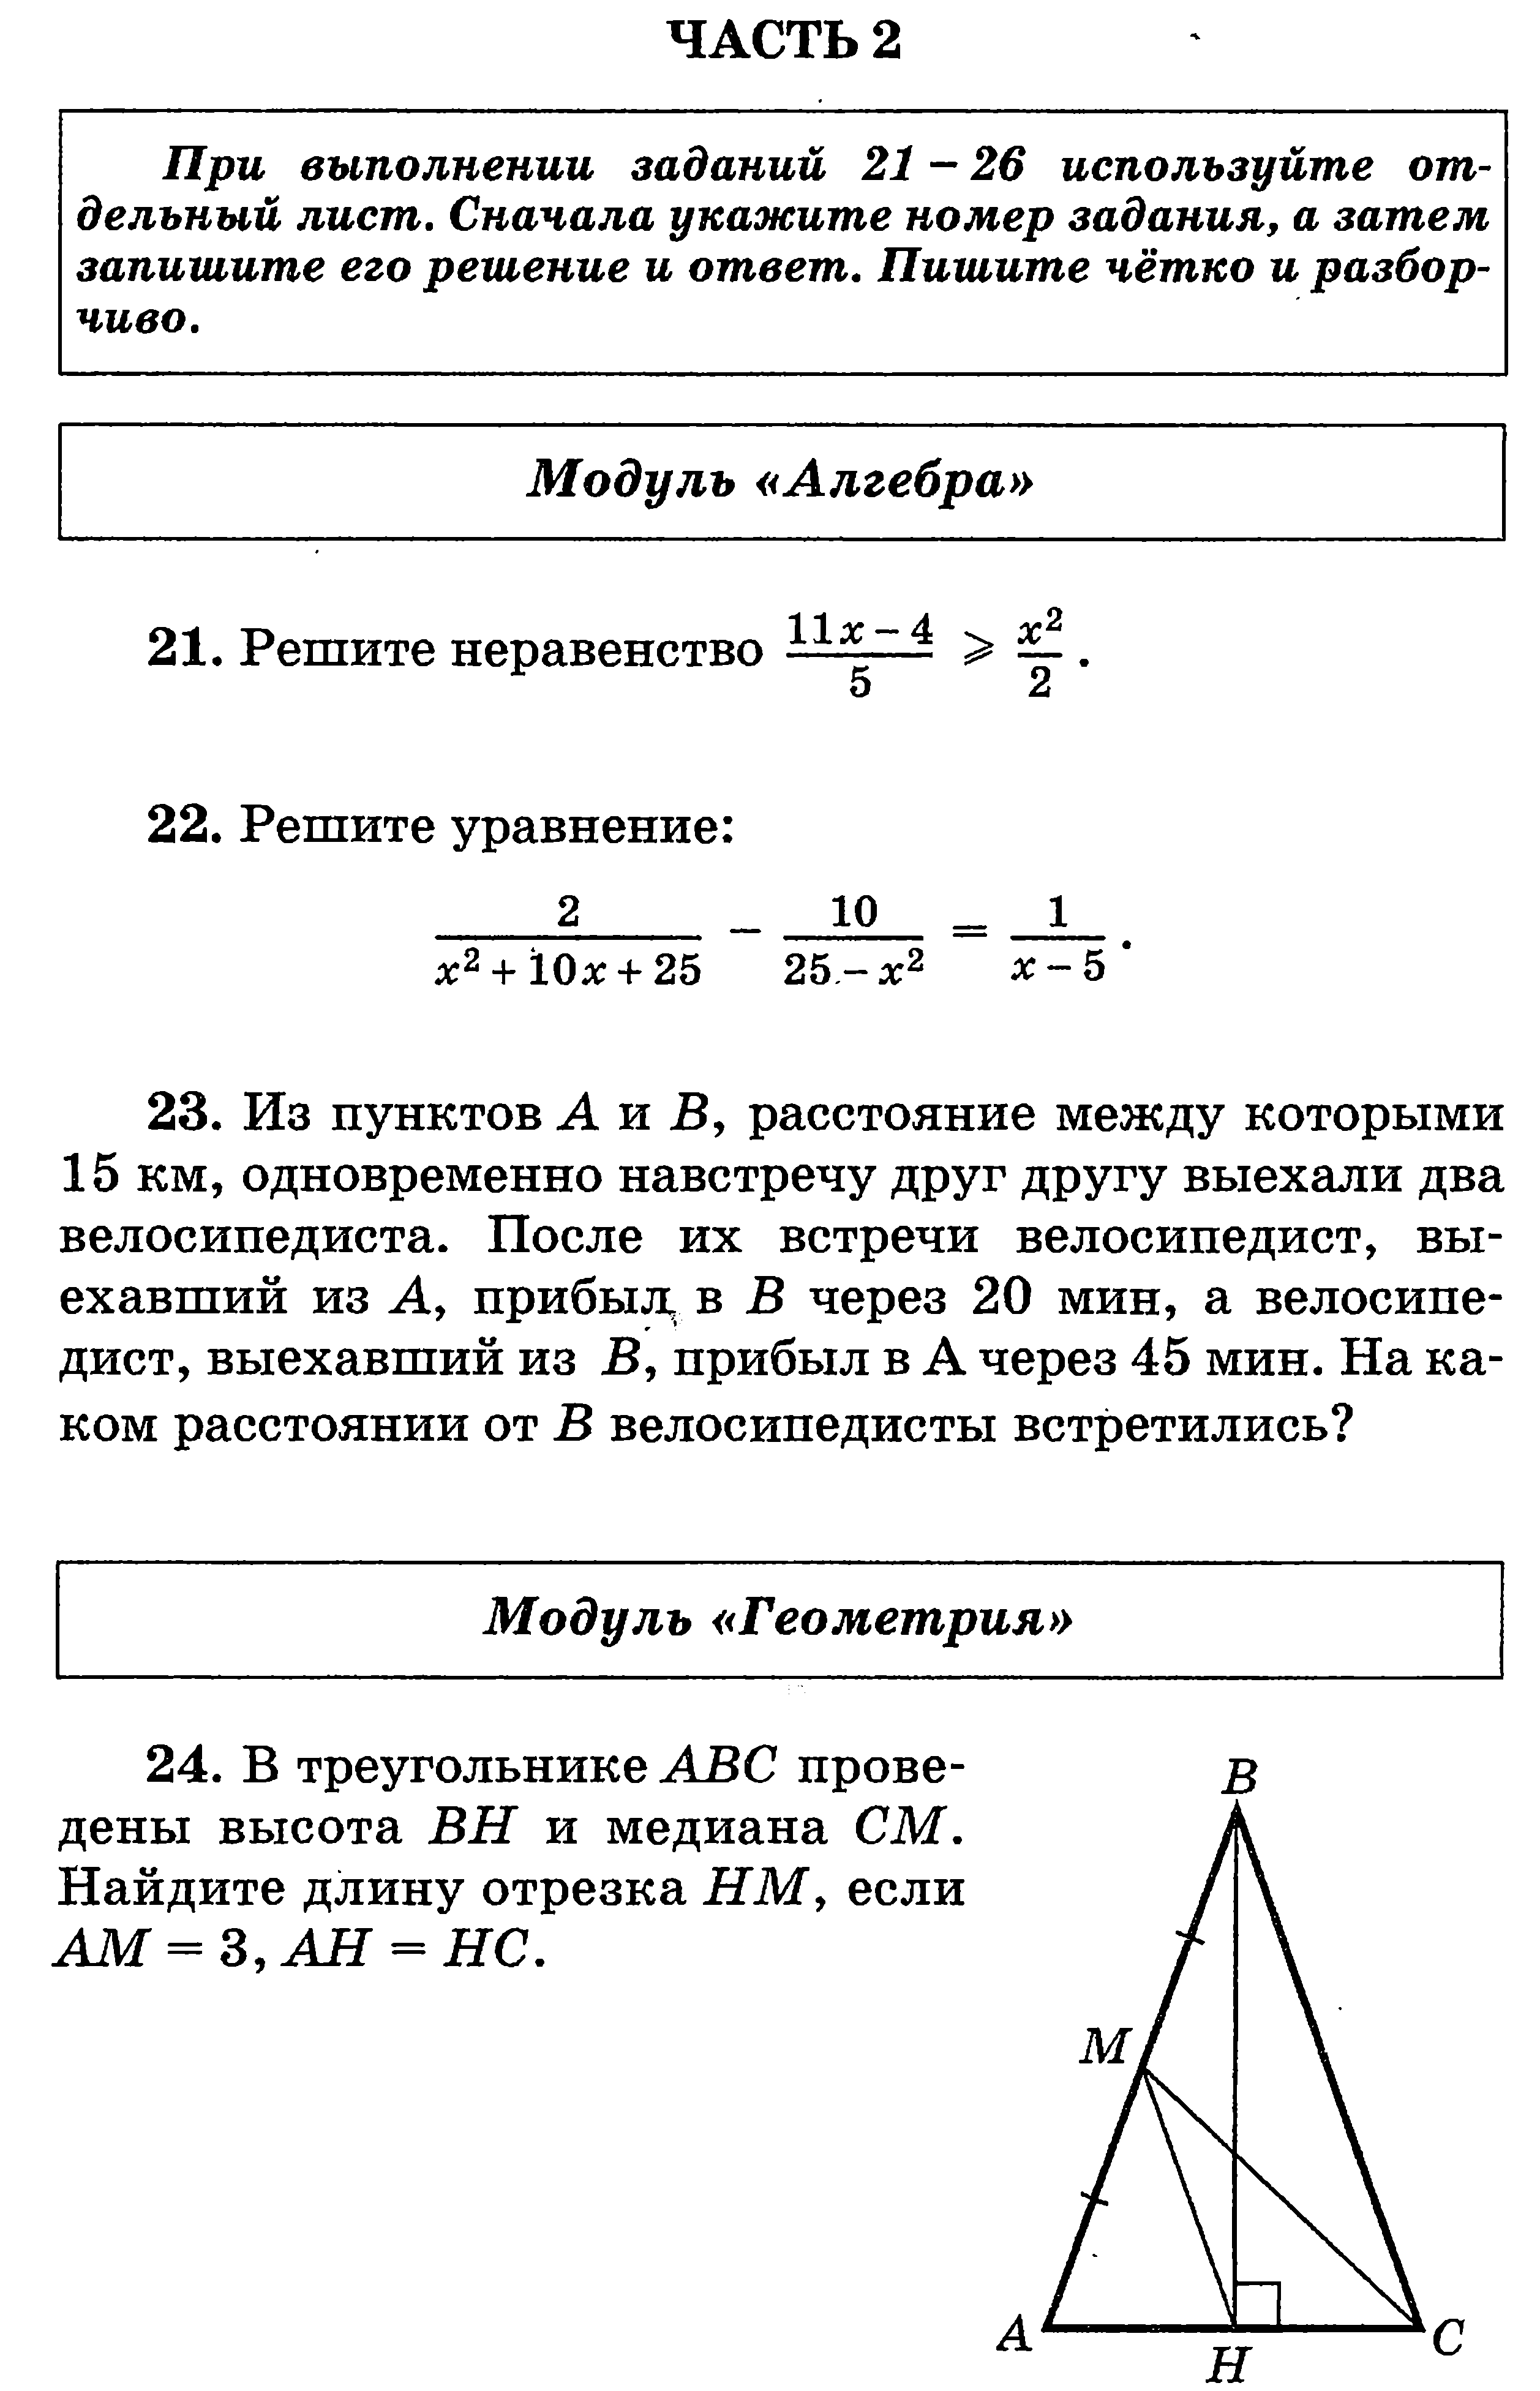 ЧАСТЬ 2
При выполнении заданий 21 – 26 используйте от-
дельный лист. Сначала укажите номер задания, а затем
запишите его решение и ответ. Пишите чётко и разбор-
чиво.
Модуль «Алгебра»
21. Решите неравенство (11x – 4)/5 ⩾ x²/2.
22. Решите уравнение:
2/(x² + 10x + 25) – 10/(25 – x²) = 1/(x – 5).
23. Из пунктов A и B, расстояние между которыми
15 км, одновременно навстречу друг другу выехали два
велосипедиста. После их встречи велосипедист, вы-
ехавший из A, прибыл в B через 20 мин, а велосипе-
дист, выехавший из B, прибыл в А через 45 мин. На ка-
ком расстоянии от B велосипедисты встретились?
Модуль «Геометрия»
24. В треугольнике ABC прове-
дены высота BH и медиана CM.
Найдите длину отрезка HM, если
AM = 3, AH = HC.
B
M
A
H
C